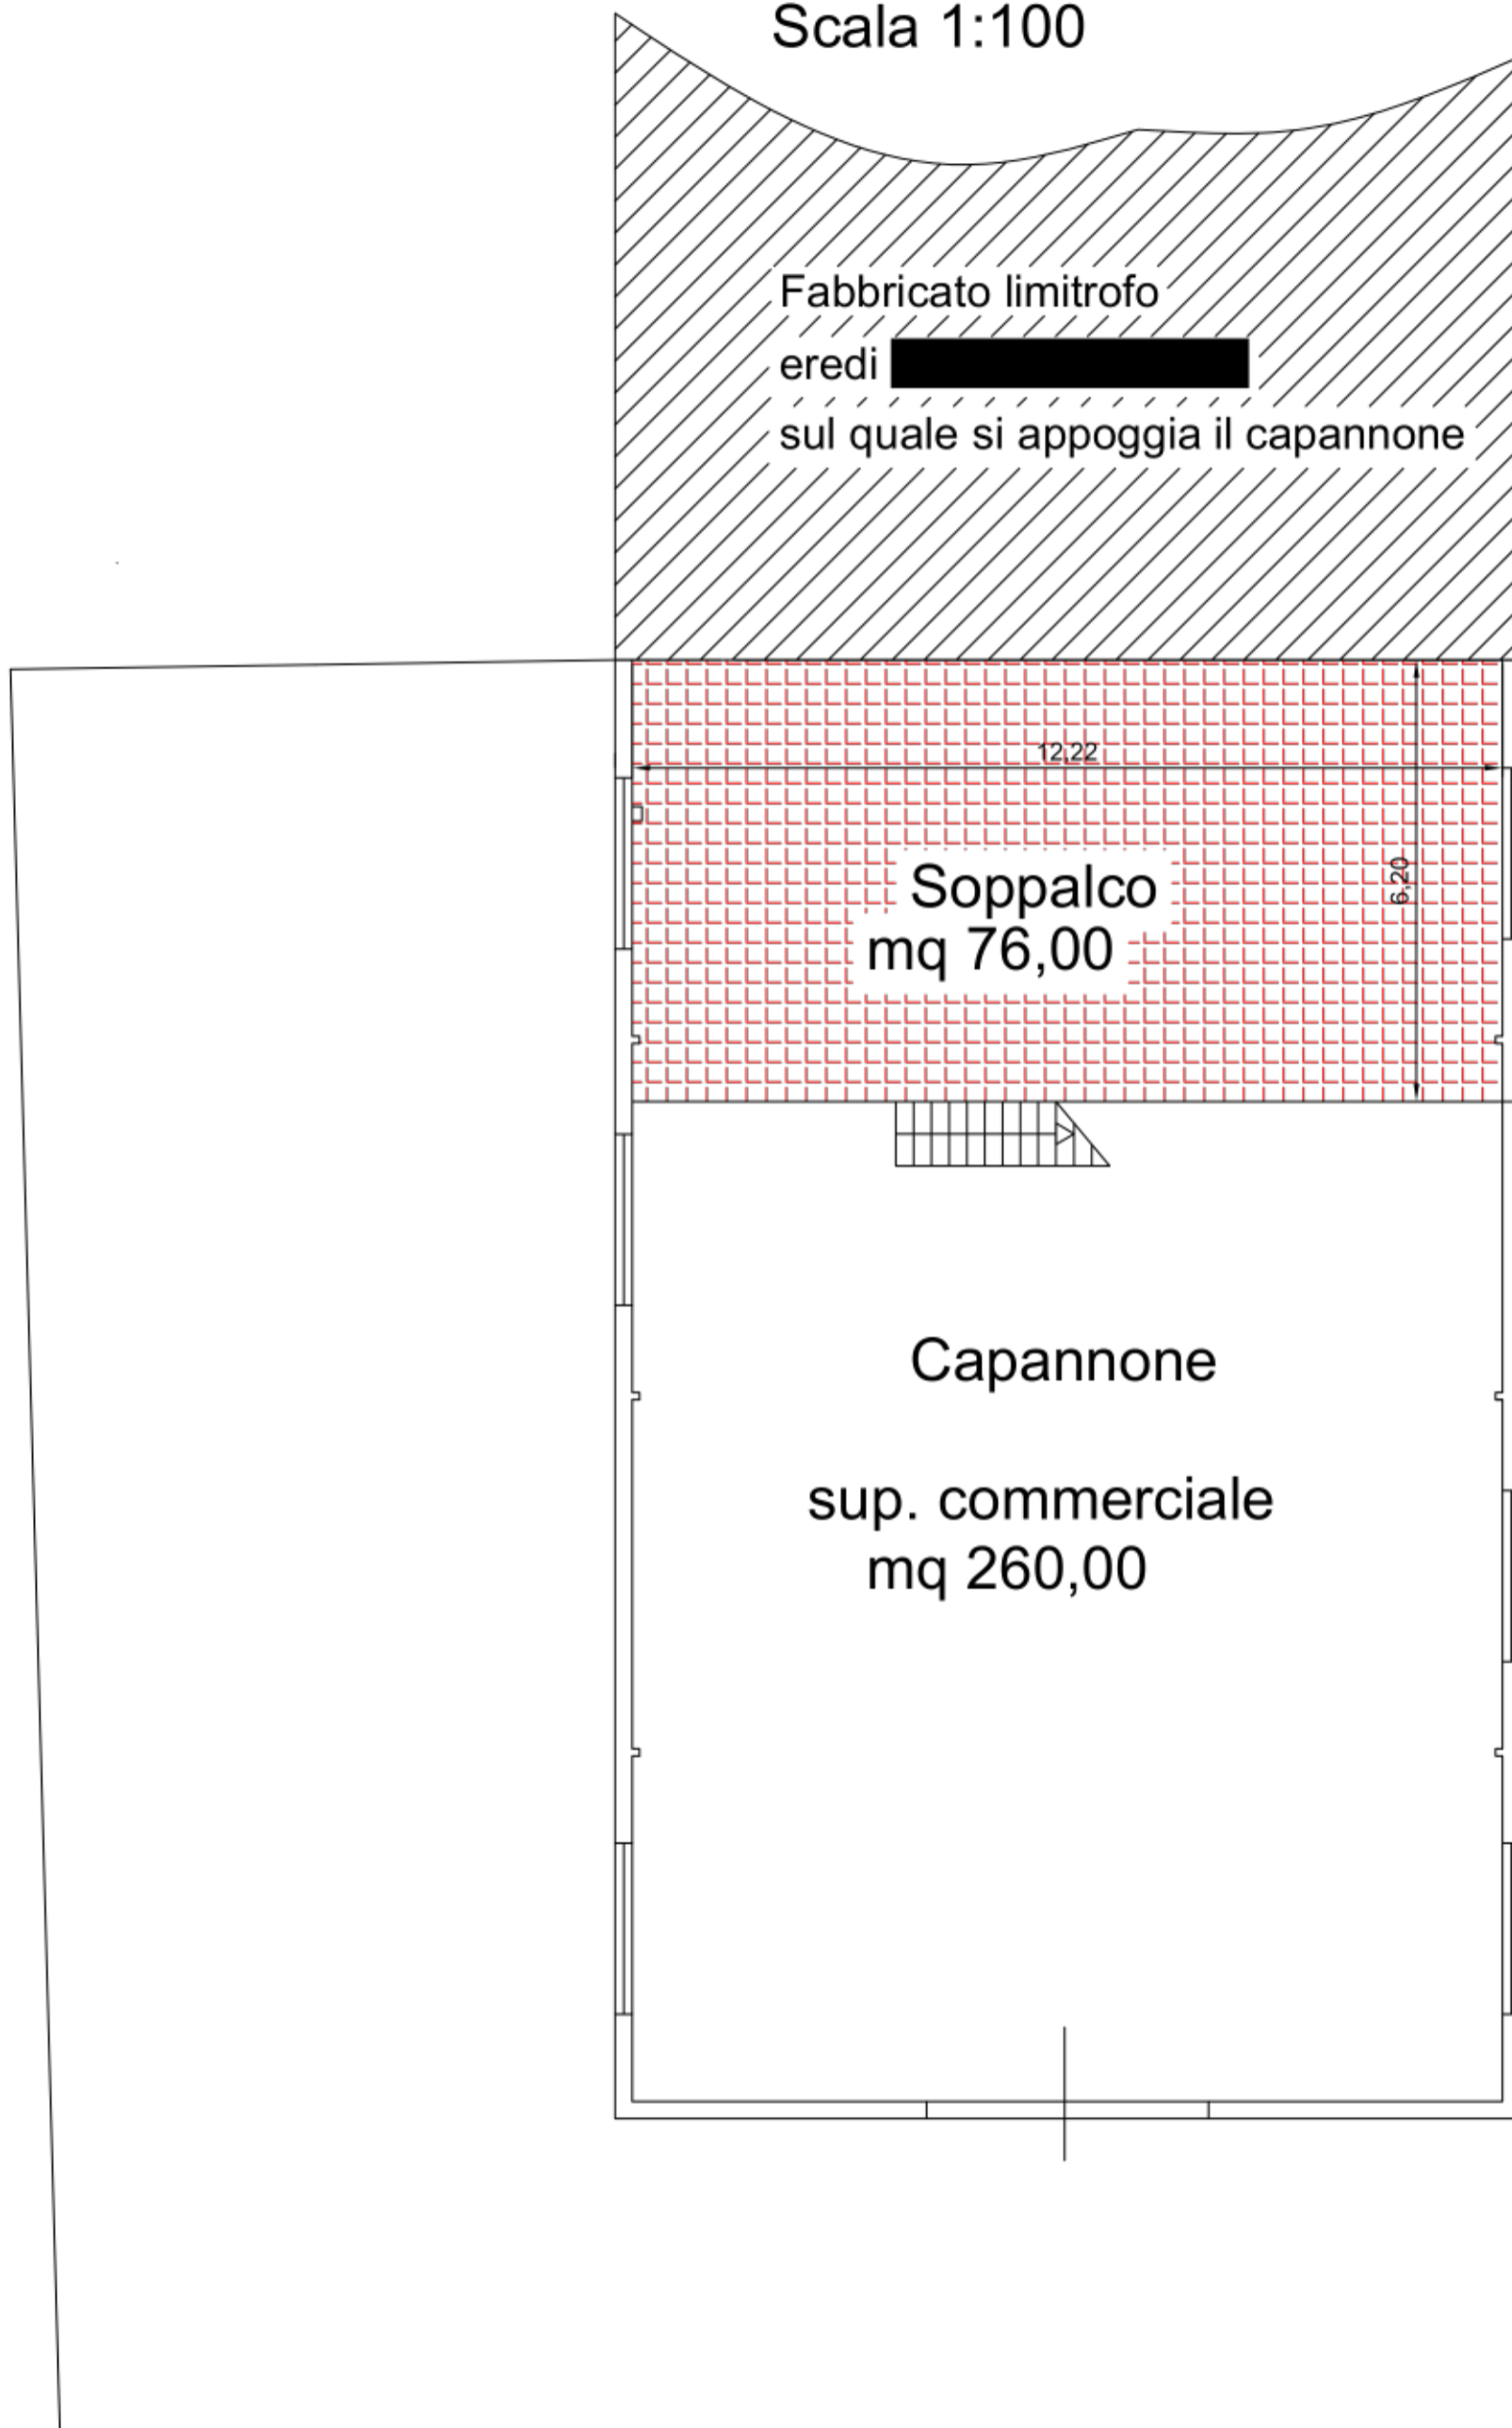 Scala 1:100
Fabbricato limitrofo
eredi
sul quale si appoggia il capannone
12,22
6,20
Soppalco
mq 76,00
Capannone
sup. commerciale
mq 260,00